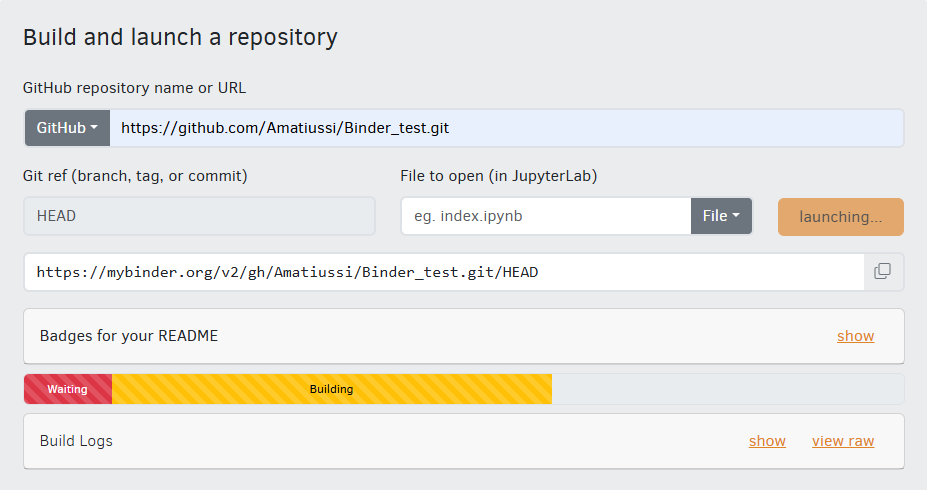 Build and launch a repository
GitHub repository name or URL
GitHub https://github.com/Amatiussi/Binder_test.git
Git ref (branch, tag, or commit) File to open (in JupyterLab)
HEAD eg. index.ipynb File launching...
https://mybinder.org/v2/gh/Amatiussi/Binder_test.git/HEAD
Badges for your README show
Waiting Building
Build Logs show view raw